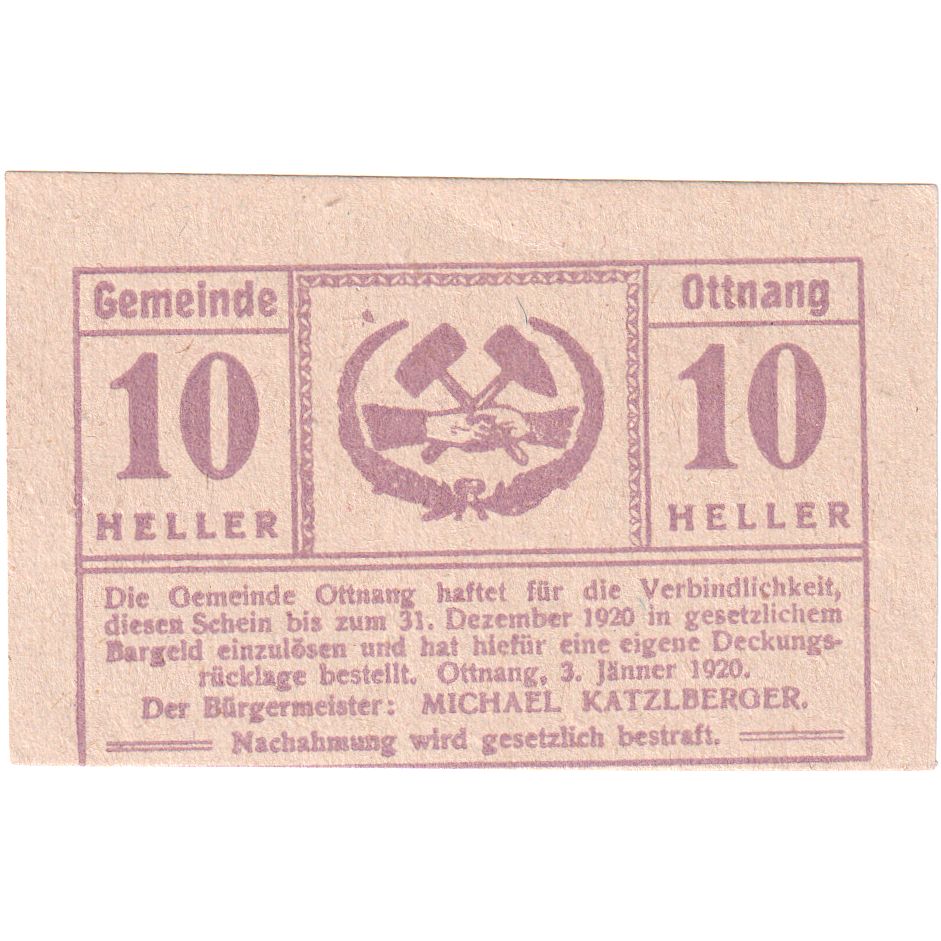 Gemeinde
Ottnang
10
10
HELLER
HELLER
Die Gemeinde Ottnang haftet für die Verbindlichkeit,
diesen Schein bis zum 31. Dezember 1920 in gesetzlichem
Bargeld einzulösen und hat hiefür eine eigene Deckungs-
rücklage bestellt. Ottnang, 3. Jänner 1920.
Der Bürgermeister: MICHAEL KATZLBERGER.
Nachahmung wird gesetzlich bestraft.